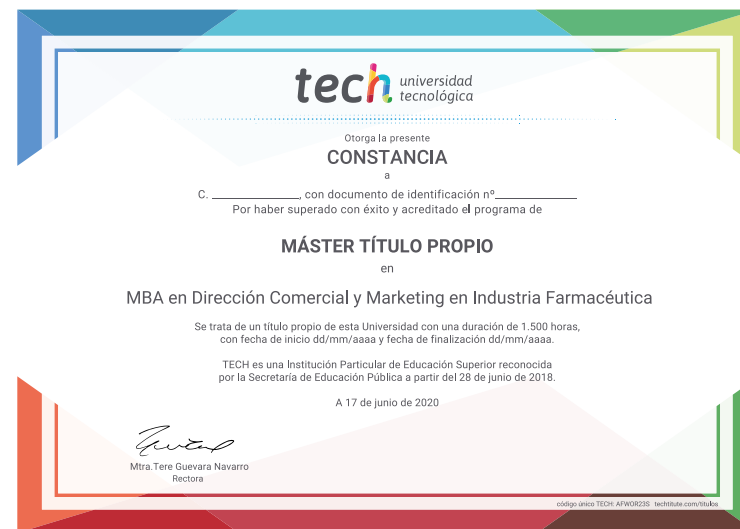 tech universidad
tecnológica
Otorga la presente
CONSTANCIA
a
C. ____________, con documento de identificación nº____________
Por haber superado con éxito y acreditado el programa de
MÁSTER TÍTULO PROPIO
en
MBA en Dirección Comercial y Marketing en Industria Farmacéutica
Se trata de un título propio de esta Universidad con una duración de 1.500 horas,
con fecha de inicio dd/mm/aaaa y fecha de finalización dd/mm/aaaa.
TECH es una Institución Particular de Educación Superior reconocida
por la Secretaría de Educación Pública a partir del 28 de junio de 2018.
A 17 de junio de 2020
Mtra.Tere Guevara Navarro
Rectora
código único TECH: AFWOR23S techtitute.com/titulos